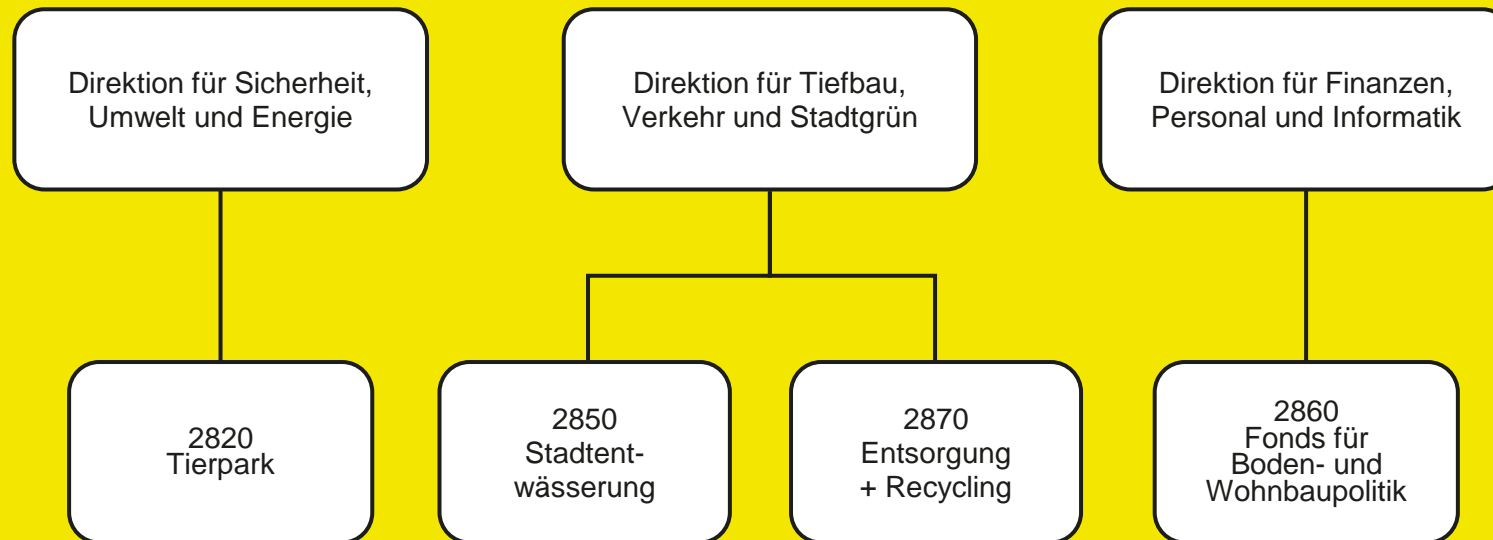 Direktion für Sicherheit,
Umwelt und Energie
Direktion für Tiefbau,
Verkehr und Stadtgrün
Direktion für Finanzen,
Personal und Informatik
2820
Tierpark
2850
Stadtent-
wässerung
2870
Entsorgung
+ Recycling
2860
Fonds für
Boden- und
Wohnbaupolitik